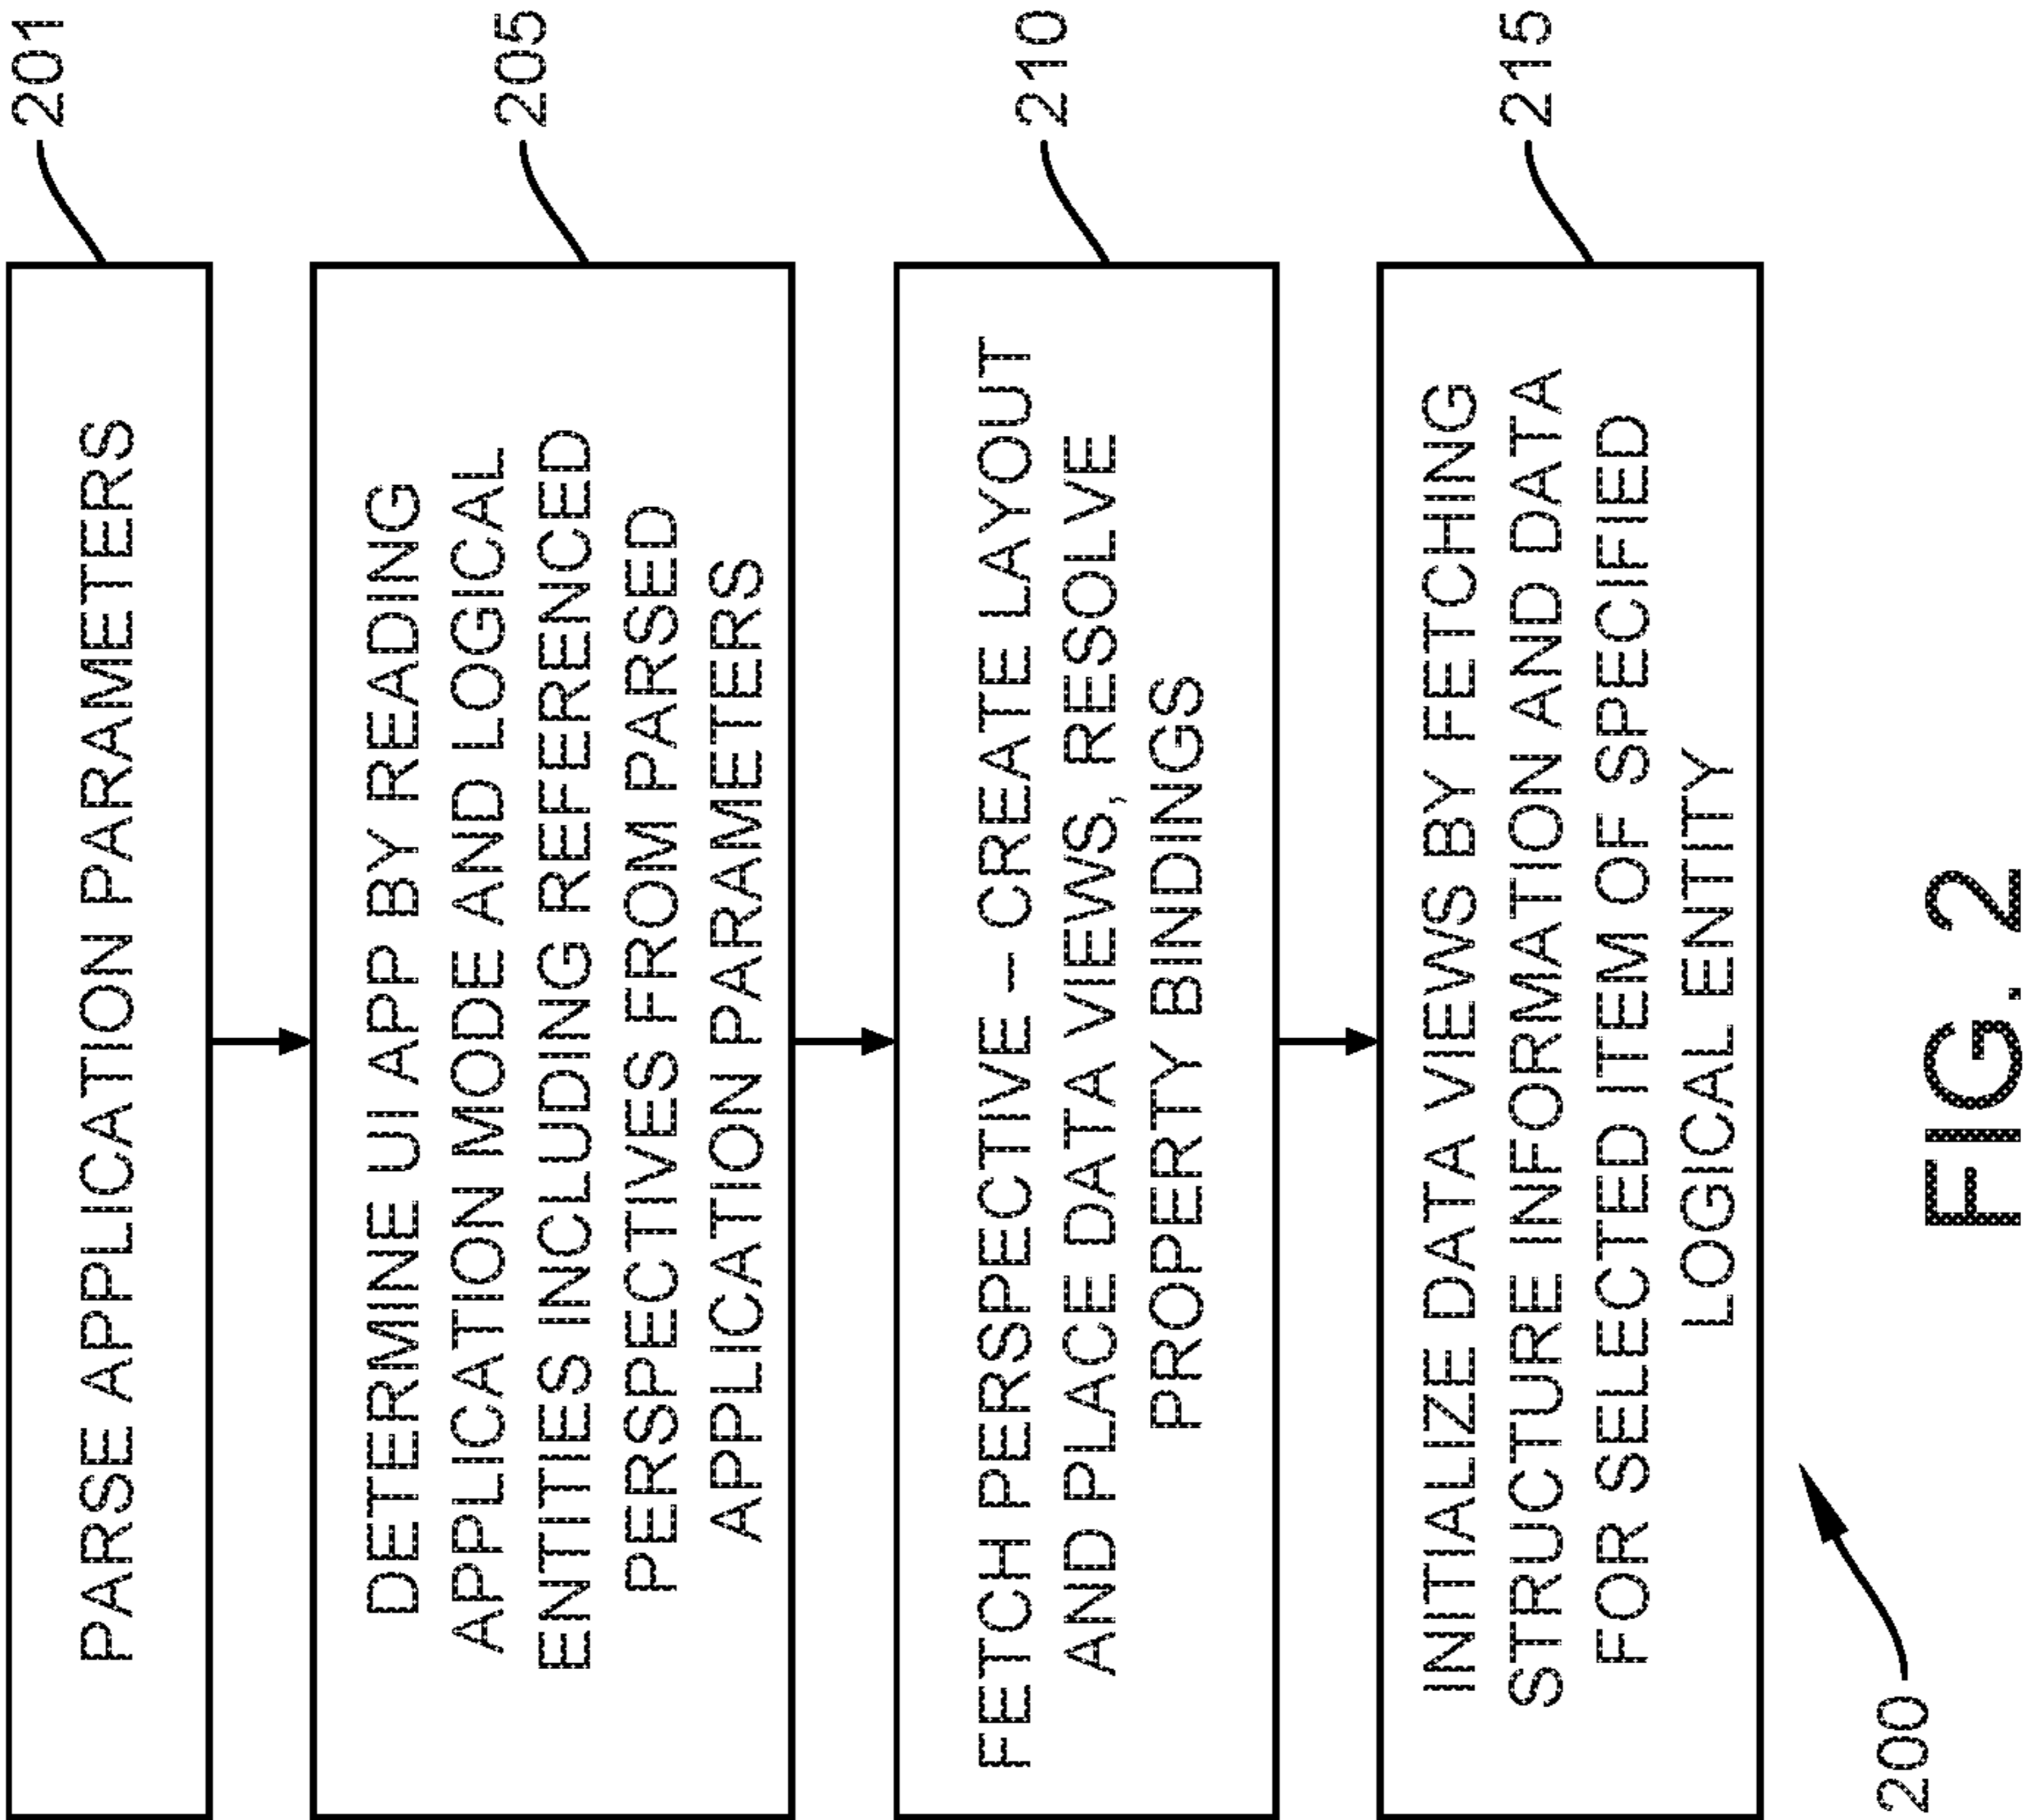 PARSE APPLICATION PARAMETERS
201
DETERMINE UI APP BY READING
APPLICATION MODE AND LOGICAL
ENTITIES INCLUDING REFERENCED
PERSPECTIVES FROM PARSED
APPLICATION PARAMETERS
205
FETCH PERSPECTIVE – CREATE LAYOUT
AND PLACE DATA VIEWS, RESOLVE
PROPERTY BINDINGS
210
INITIALIZE DATA VIEWS BY FETCHING
STRUCTURE INFORMATION AND DATA
FOR SELECTED ITEM OF SPECIFIED
LOGICAL ENTITY
215
200
FIG. 2